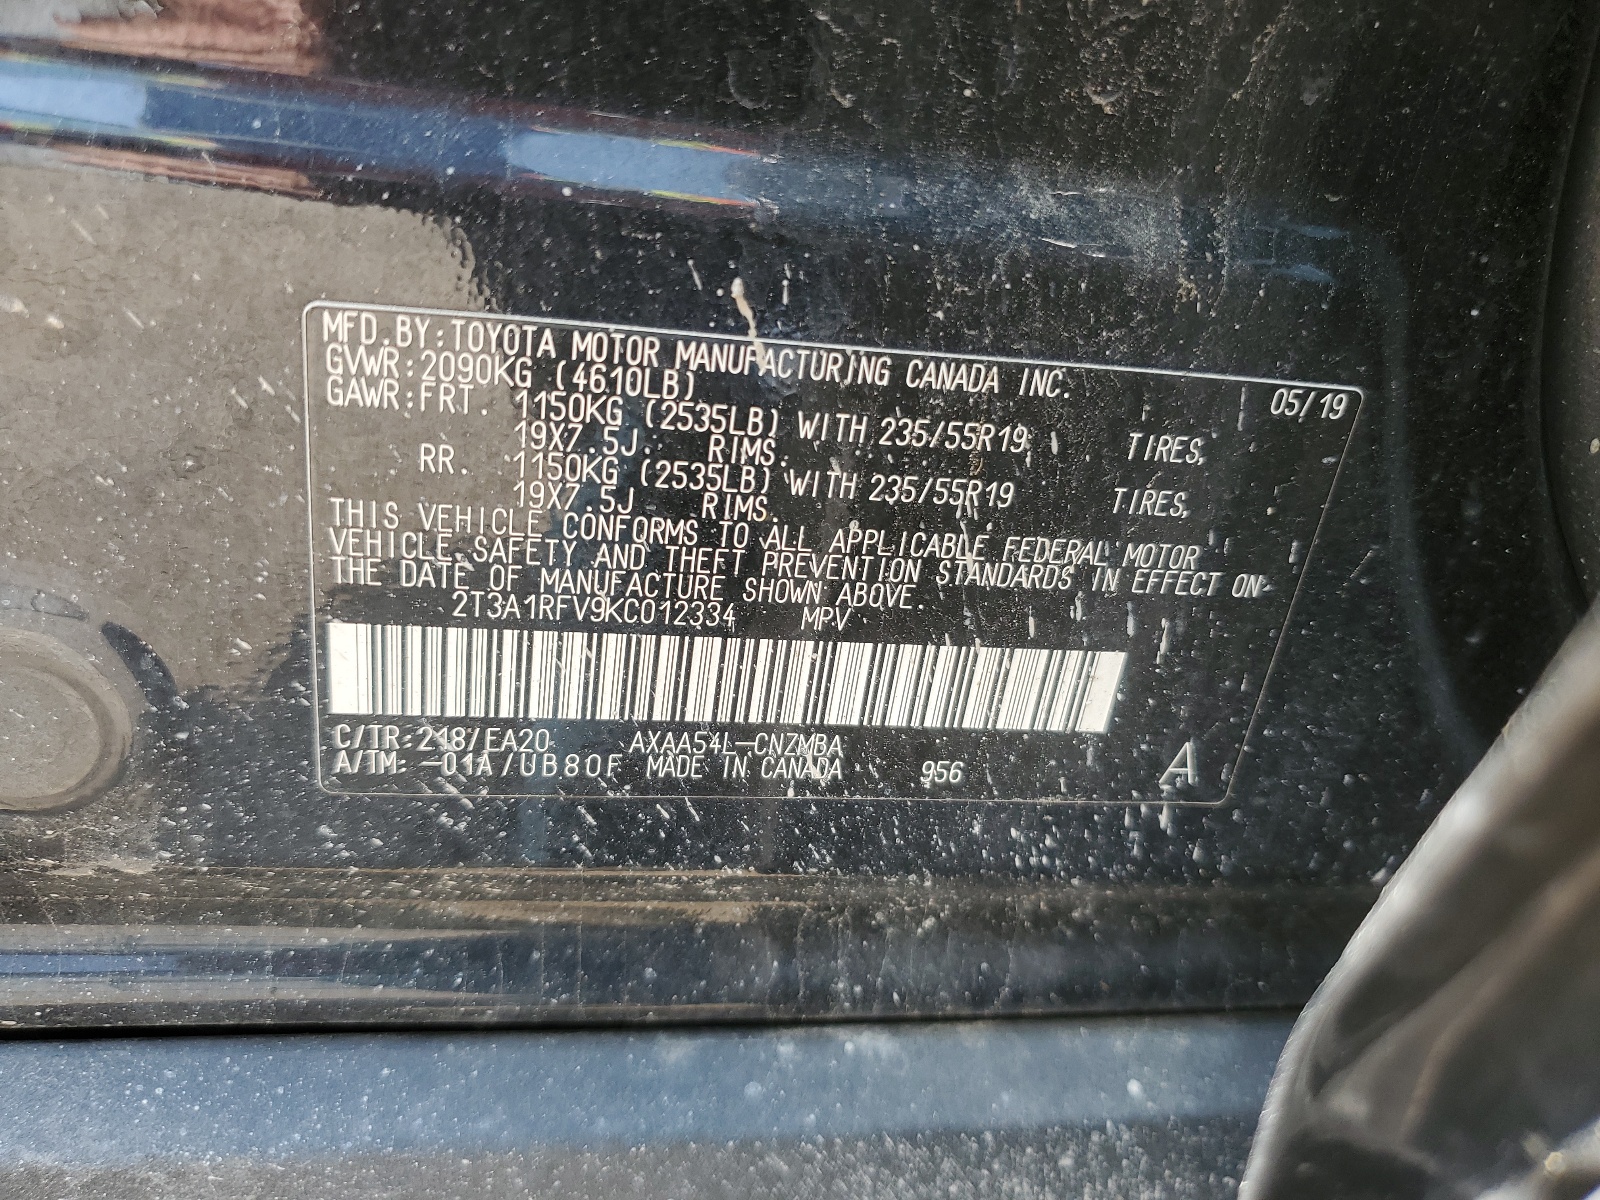 MFD.BY:TOYOTA MOTOR MANUFACTURING CANADA INC. 05/19
GVWR:2090KG (4610LB)
GAWR:FRT. 1150KG (2535LB) WITH 235/55R19 TIRES,
19X7.5J RIMS.
RR. 1150KG (2535LB) WITH 235/55R19 TIRES,
19X7.5J RIMS.
THIS VEHICLE CONFORMS TO ALL APPLICABLE FEDERAL MOTOR
VEHICLE SAFETY AND THEFT PREVENTION STANDARDS IN EFFECT ON
THE DATE OF MANUFACTURE SHOWN ABOVE.
2T3A1RFV9KC012334 MPV
C/TR:218/EA20 AXAA54L-CNZMBA
A/TM: -01A/UB80F MADE IN CANADA 956 A